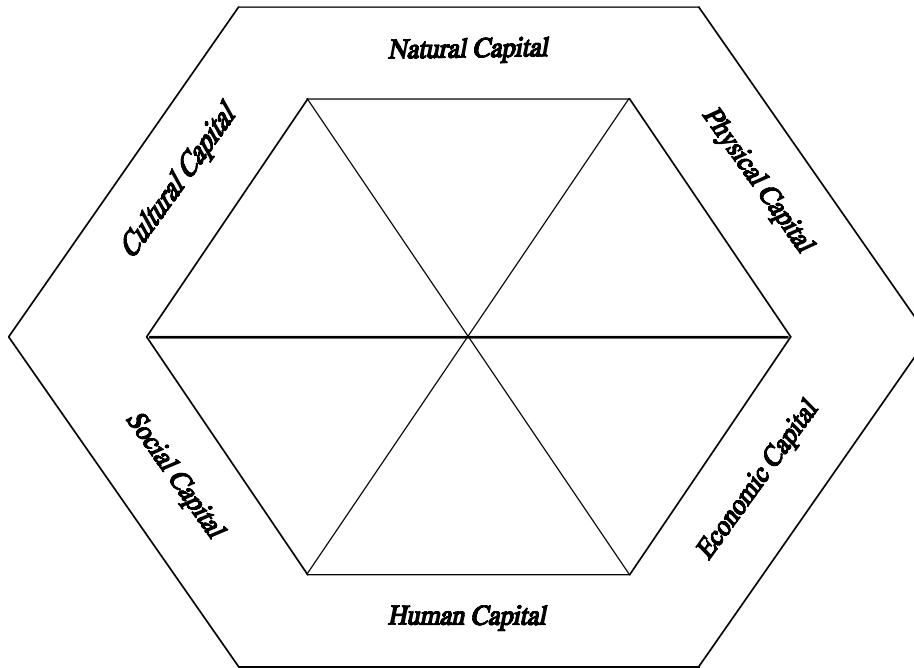 Natural Capital
Cultural Capital
Physical Capital
Social Capital
Economic Capital
Human Capital